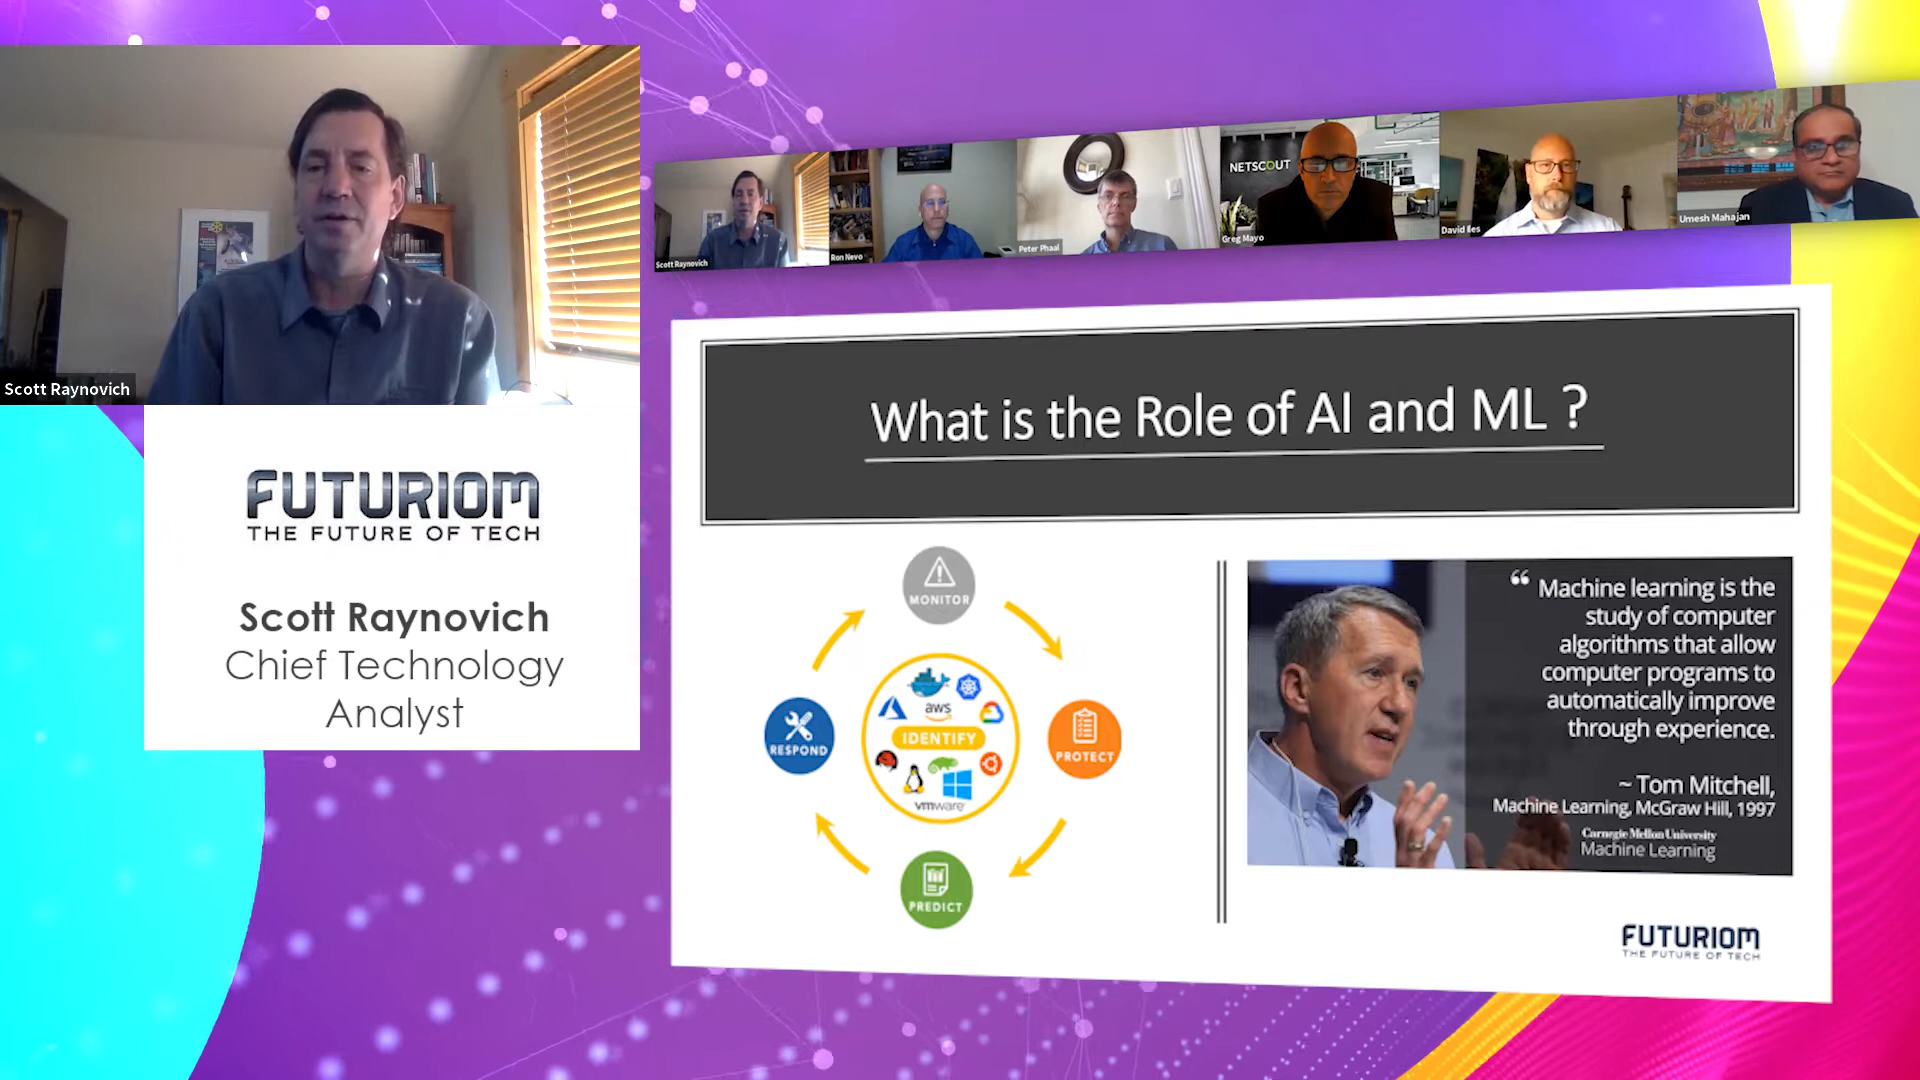 Scott Raynovich
FUTURIOM
THE FUTURE OF TECH
Scott Raynovich
Chief Technology
Analyst
Scott Raynovich
Ron Nevo
Peter Phaal
NETSCOUT
Greg Mayo
David Iles
Umesh Mahajan
What is the Role of AI and ML ?
MONITOR
PROTECT
PREDICT
RESPOND
aws
IDENTIFY
vmware
“ Machine learning is the
study of computer
algorithms that allow
computer programs to
automatically improve
through experience.
~ Tom Mitchell,
Machine Learning, McGraw Hill, 1997
Carnegie Mellon University
Machine Learning
FUTURIOM
THE FUTURE OF TECH